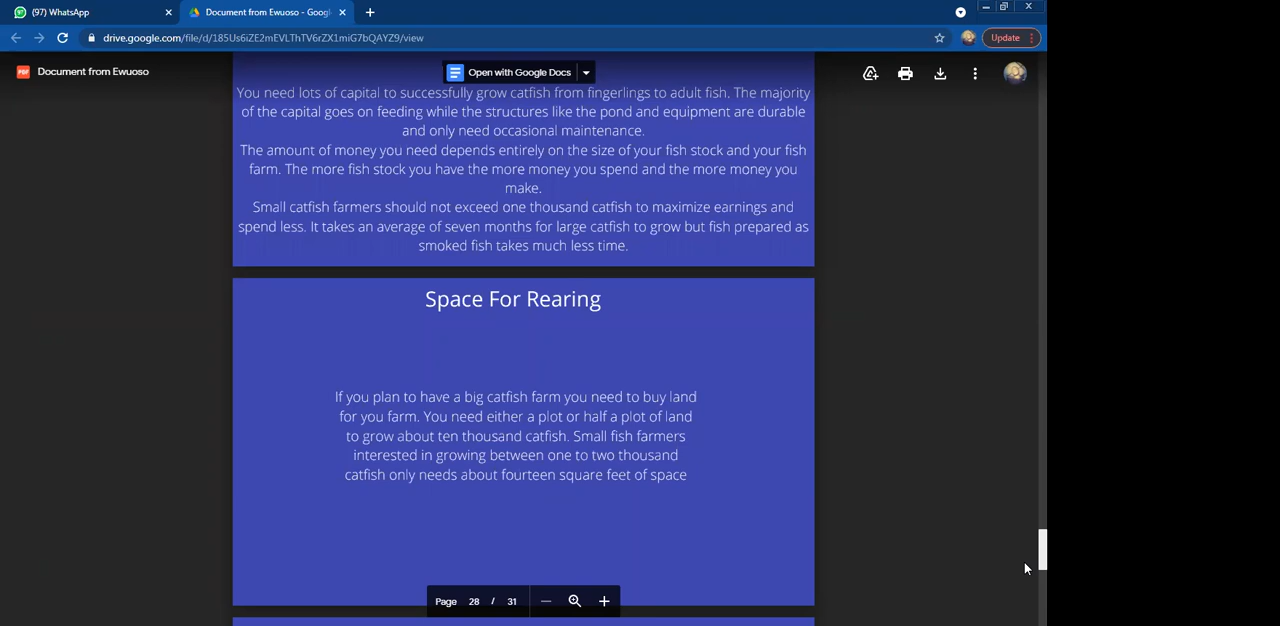 (97) WhatsApp
Document from Ewuoso - Googl
drive.google.com/file/d/185Us6iZE2mEVLThTV6rZX1miG7bQAYZ9/view
Update
PDF
Document from Ewuoso
Open with Google Docs
You need lots of capital to successfully grow catfish from fingerlings to adult fish. The majority
of the capital goes on feeding while the structures like the pond and equipment are durable
and only need occasional maintenance.
The amount of money you need depends entirely on the size of your fish stock and your fish
farm. The more fish stock you have the more money you spend and the more money you
make.
Small catfish farmers should not exceed one thousand catfish to maximize earnings and
spend less. It takes an average of seven months for large catfish to grow but fish prepared as
smoked fish takes much less time.
Space For Rearing
If you plan to have a big catfish farm you need to buy land
for you farm. You need either a plot or half a plot of land
to grow about ten thousand catfish. Small fish farmers
interested in growing between one to two thousand
catfish only needs about fourteen square feet of space
Page 28 / 31